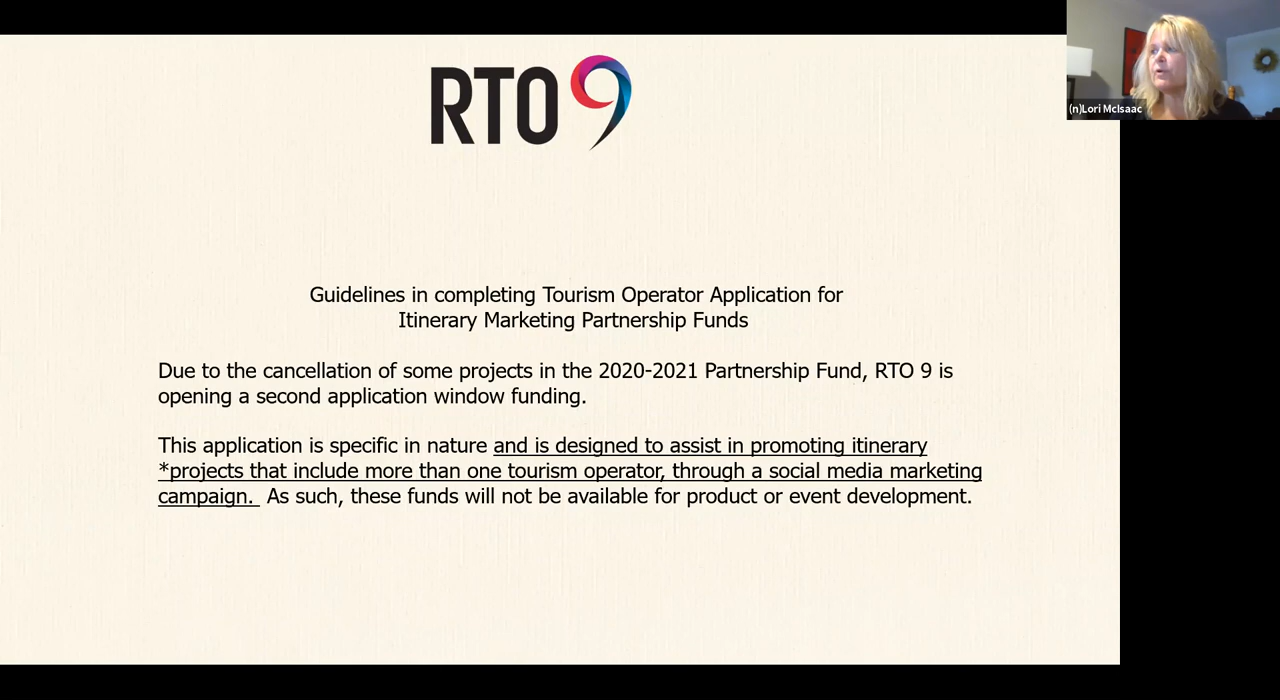 RTO 9
(n)Lori McIsaac
Guidelines in completing Tourism Operator Application for
Itinerary Marketing Partnership Funds
Due to the cancellation of some projects in the 2020-2021 Partnership Fund, RTO 9 is
opening a second application window funding.
This application is specific in nature and is designed to assist in promoting itinerary
*projects that include more than one tourism operator, through a social media marketing
campaign.  As such, these funds will not be available for product or event development.